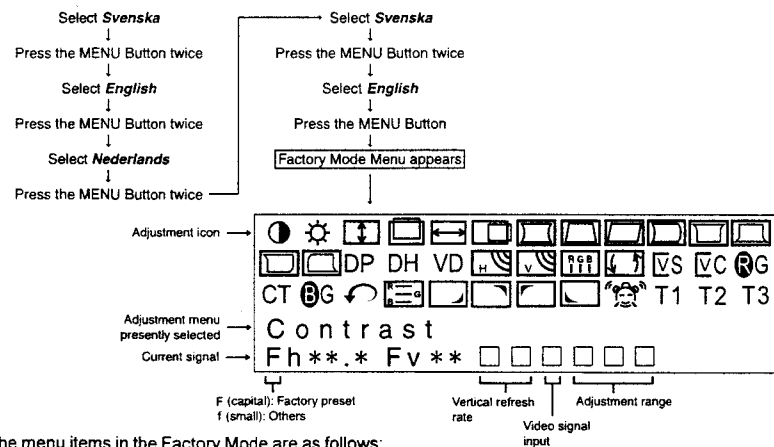 Select Svenska
Press the MENU Button twice
Select English
Press the MENU Button twice
Select Nederlands
Press the MENU Button twice
Select Svenska
Press the MENU Button twice
Select English
Press the MENU Button
Factory Mode Menu appears
Adjustment icon
DP DH VD H V RGB VS VC RG
CT BG R G B T1 T2 T3
Adjustment menu
presently selected
Contrast
Current signal
Fh**.* Fv**
F (capital): Factory preset
f (small): Others
Vertical refresh
rate
Video signal
input
Adjustment range
he menu items in the Factory Mode are as follows: